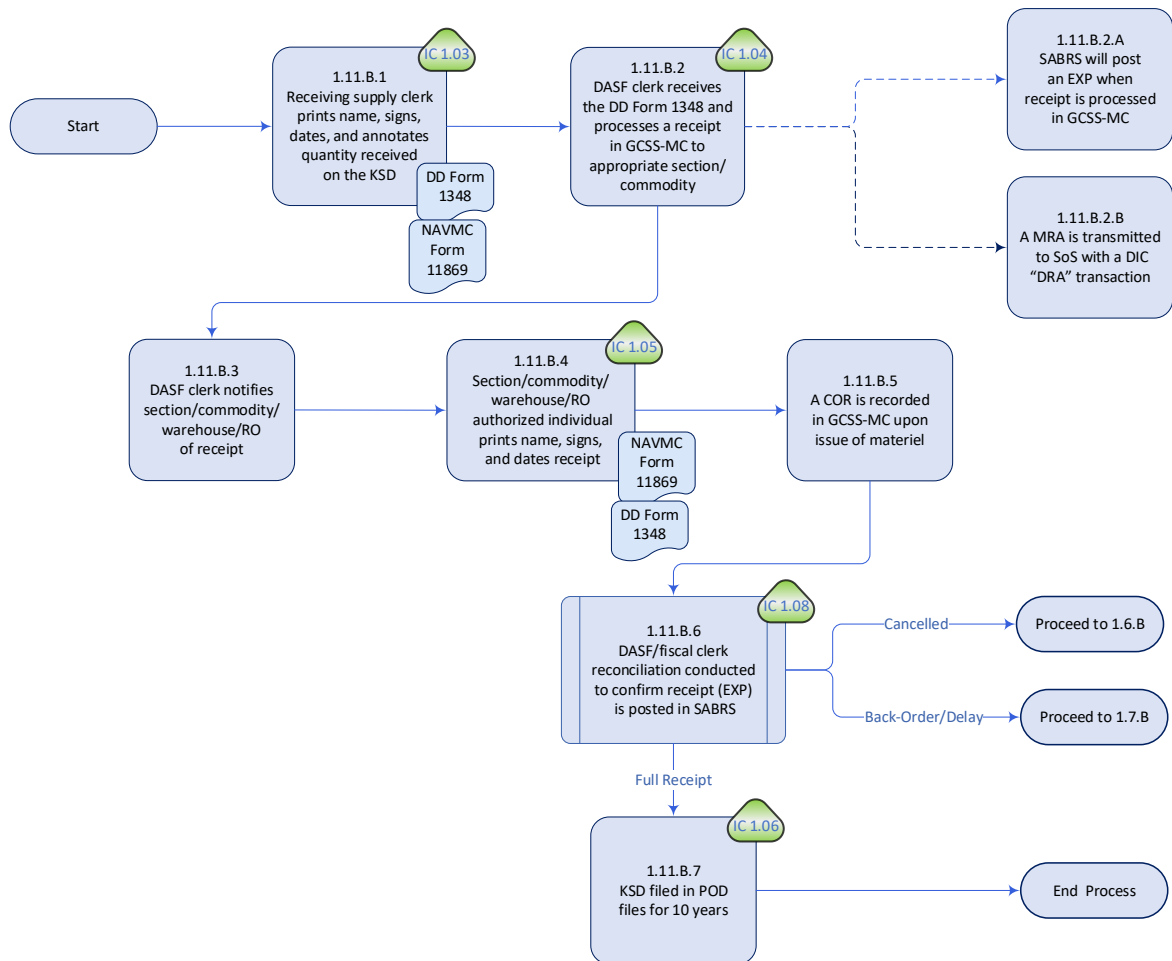 Start
IC 1.03
1.11.B.1
Receiving supply clerk
prints name, signs,
dates, and annotates
quantity received
on the KSD
DD Form
1348
NAVMC
Form
11869
IC 1.04
1.11.B.2
DASF clerk receives
the DD Form 1348 and
processes a receipt
in GCSS-MC to
appropriate section/
commodity
1.11.B.2.A
SABRS will post
an EXP when
receipt is processed
in GCSS-MC
1.11.B.2.B
A MRA is transmitted
to SoS with a DIC
“DRA” transaction
1.11.B.3
DASF clerk notifies
section/commodity/
warehouse/RO
of receipt
IC 1.05
1.11.B.4
Section/commodity/
warehouse/RO
authorized individual
prints name, signs,
and dates receipt
NAVMC
Form
11869
DD Form
1348
1.11.B.5
A COR is recorded
in GCSS-MC upon
issue of materiel
IC 1.08
1.11.B.6
DASF/fiscal clerk
reconciliation conducted
to confirm receipt (EXP)
is posted in SABRS
Cancelled
Proceed to 1.6.B
Back-Order/Delay
Proceed to 1.7.B
Full Receipt
IC 1.06
1.11.B.7
KSD filed in POD
files for 10 years
End Process